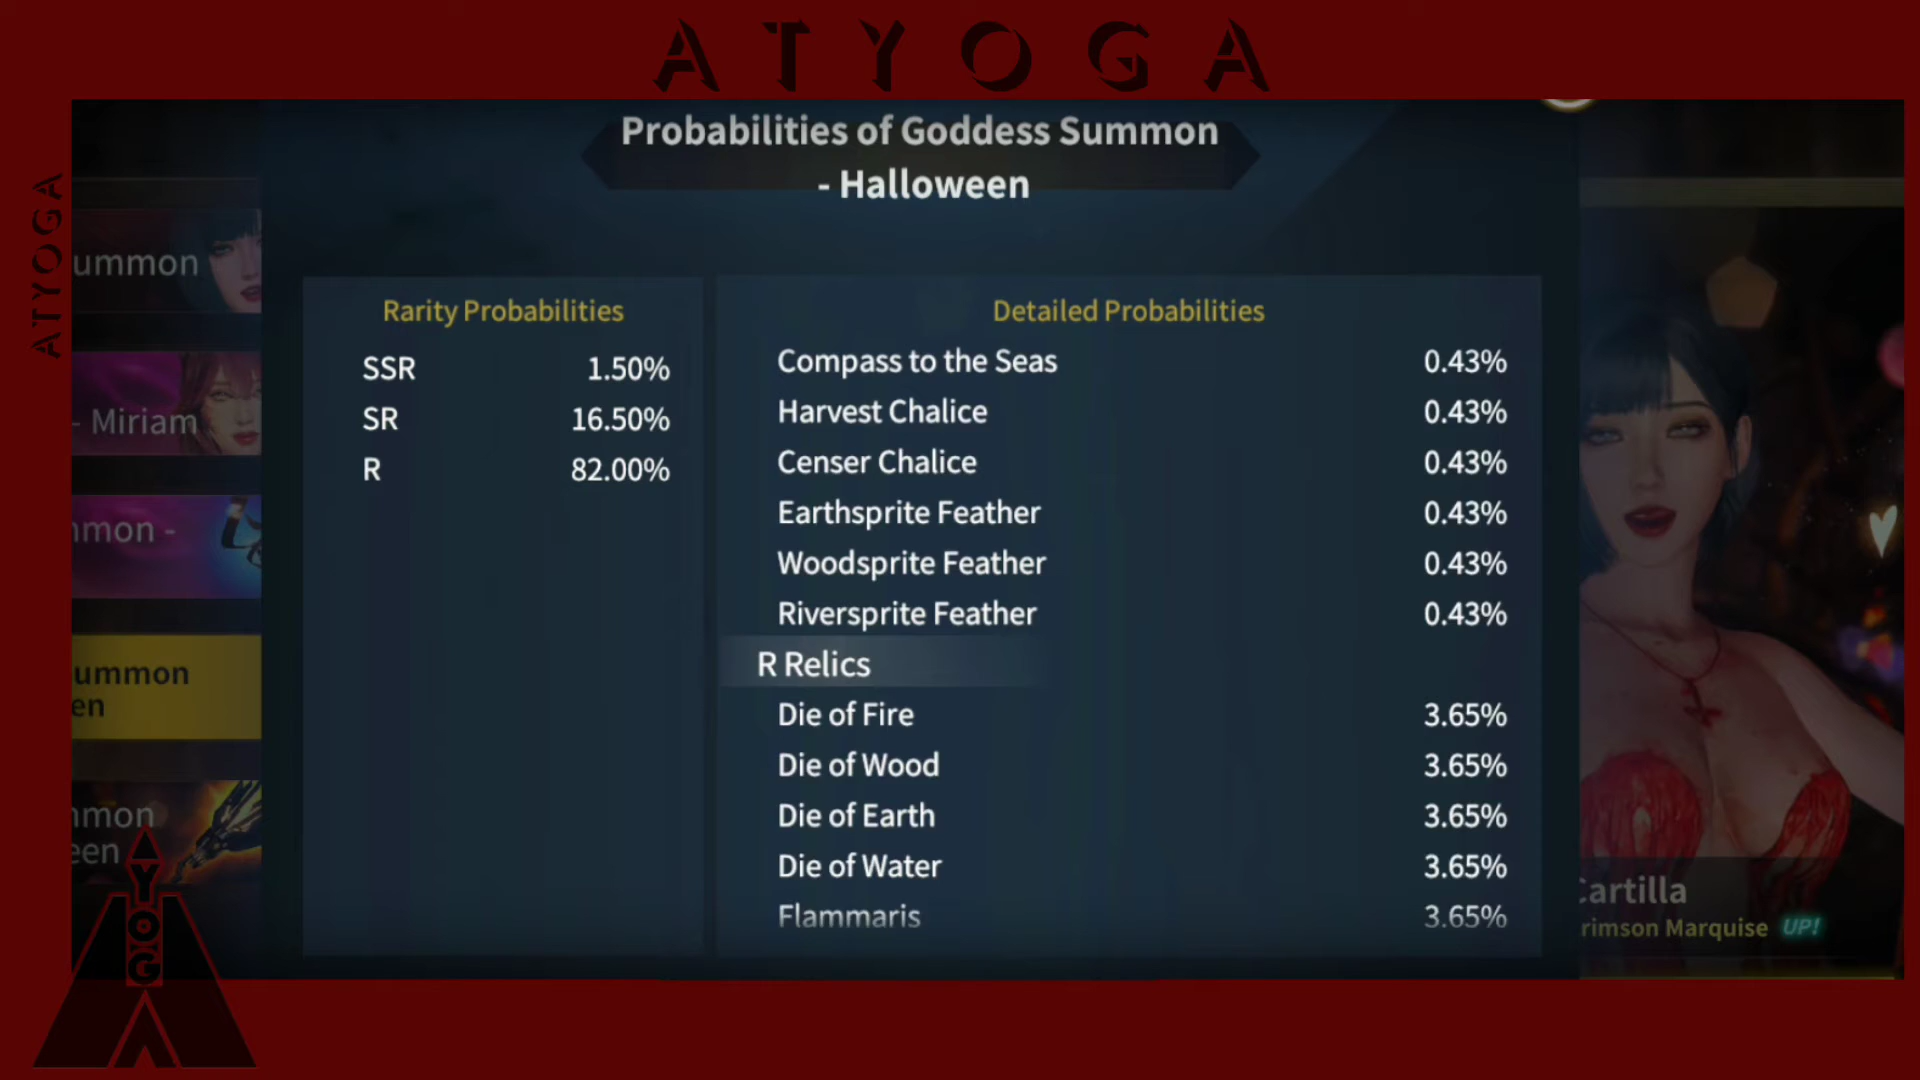 ATYOGA
ATYOGA
Probabilities of Goddess Summon
- Halloween
ummon
- Miriam
mmon -
ummon
en
mmon
een
Rarity Probabilities
SSR 1.50%
SR 16.50%
R 82.00%
Detailed Probabilities
Compass to the Seas 0.43%
Harvest Chalice 0.43%
Censer Chalice 0.43%
Earthsprite Feather 0.43%
Woodsprite Feather 0.43%
Riversprite Feather 0.43%
R Relics
Die of Fire 3.65%
Die of Wood 3.65%
Die of Earth 3.65%
Die of Water 3.65%
Flammaris 3.65%
Cartilla
rimson Marquise UP!
AYOGA